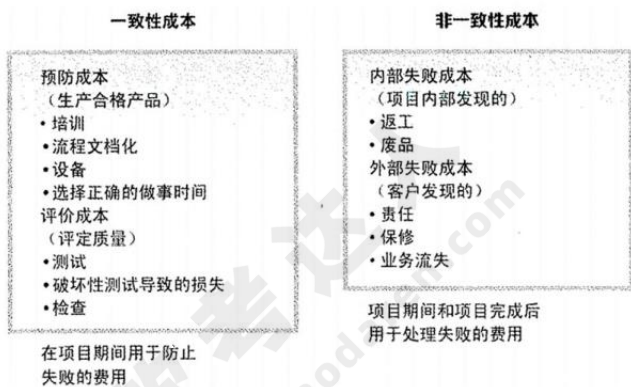 一致性成本
预防成本
（生产合格产品）
•培训
•流程文档化
•设备
•选择正确的做事时间
评价成本
（评定质量）
•测试
•破坏性测试导致的损失
•检查
在项目期间用于防止
失败的费用
非一致性成本
内部失败成本
（项目内部发现的）
•返工
•废品
外部失败成本
（客户发现的）
•责任
•保修
•业务流失
项目期间和项目完成后
用于处理失败的费用